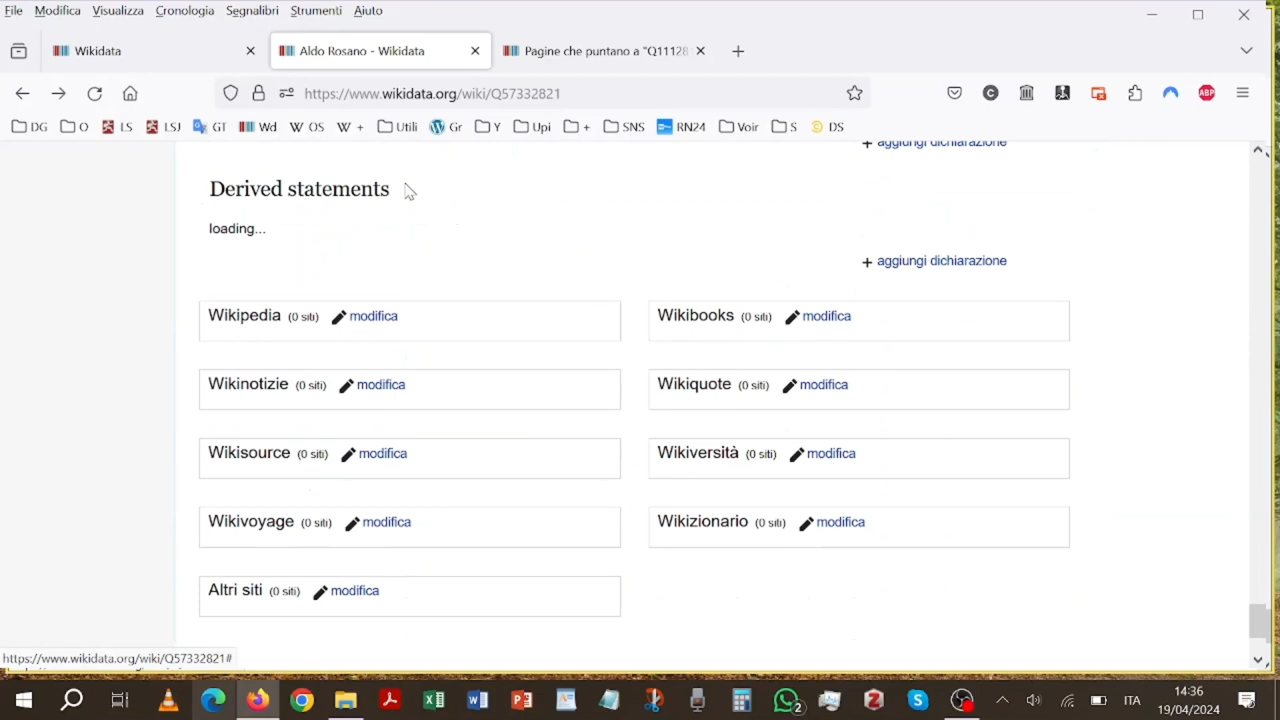 File Modifica Visualizza Cronologia Segnalibri Strumenti Aiuto
Wikidata Aldo Rosano - Wikidata Pagine che puntano a "Q11128
https://www.wikidata.org/wiki/Q57332821
DG O LS LSJ GT Wd OS + Utili Gr Y Upi + SNS RN24 Voir S DS
+ aggiungi dichiarazione
Derived statements
loading...
+ aggiungi dichiarazione
Wikipedia (0 siti) modifica Wikibooks (0 siti) modifica
Wikinotizie (0 siti) modifica Wikiquote (0 siti) modifica
Wikisource (0 siti) modifica Wikiversità (0 siti) modifica
Wikivoyage (0 siti) modifica Wikizionario (0 siti) modifica
Altri siti (0 siti) modifica
https://www.wikidata.org/wiki/Q57332821#
ITA 14:36
19/04/2024